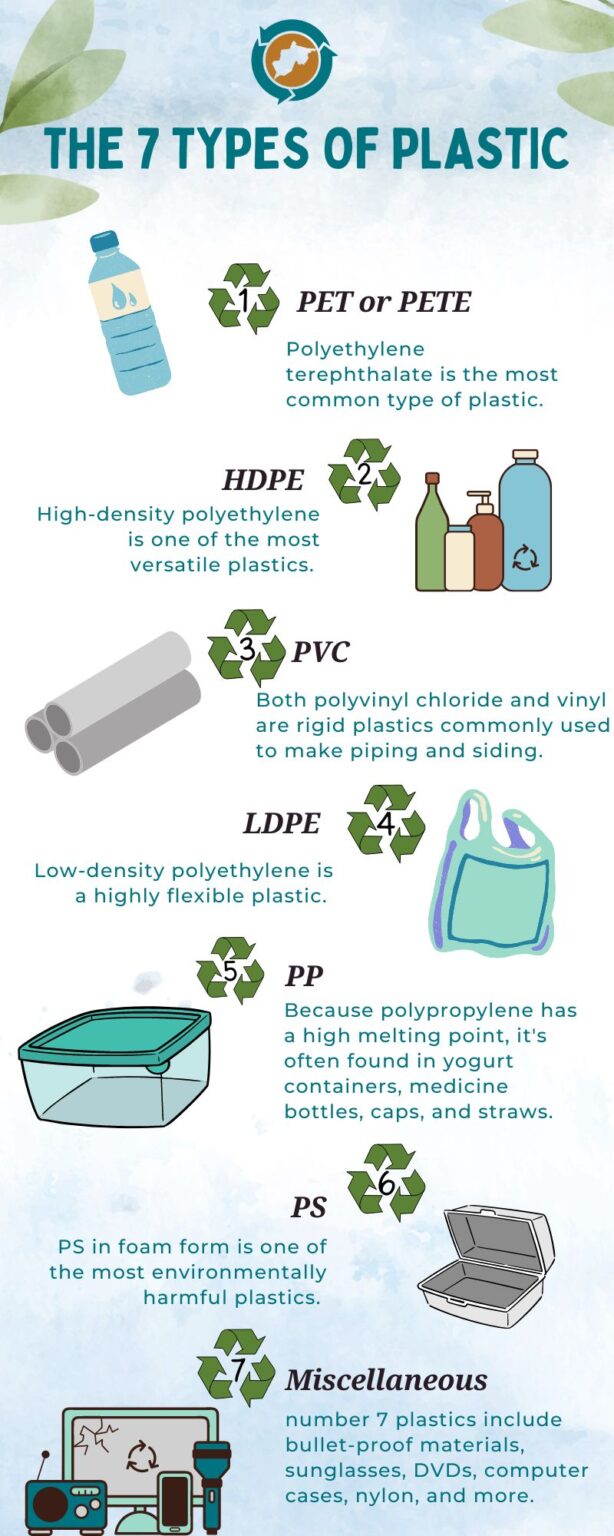 THE 7 TYPES OF PLASTIC
1
PET or PETE
Polyethylene
terephthalate is the most
common type of plastic.
2
HDPE
High-density polyethylene
is one of the most
versatile plastics.
3
PVC
Both polyvinyl chloride and vinyl
are rigid plastics commonly used
to make piping and siding.
4
LDPE
Low-density polyethylene is
a highly flexible plastic.
5
PP
Because polypropylene has
a high melting point, it's
often found in yogurt
containers, medicine
bottles, caps, and straws.
6
PS
PS in foam form is one of
the most environmentally
harmful plastics.
7
Miscellaneous
number 7 plastics include
bullet-proof materials,
sunglasses, DVDs, computer
cases, nylon, and more.